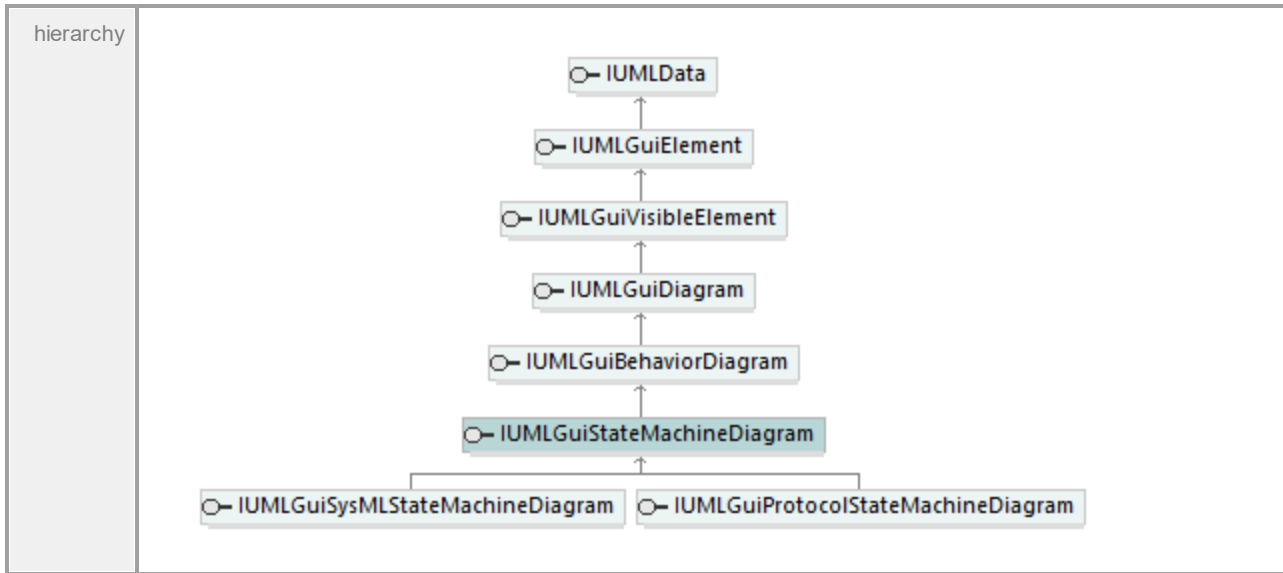 hierarchy
IUMLData
IUMLGuiElement
IUMLGuiVisibleElement
IUMLGuiDiagram
IUMLGuiBehaviorDiagram
IUMLGuiStateMachineDiagram
IUMLGuiSysMLStateMachineDiagram IUMLGuiProtocolStateMachineDiagram